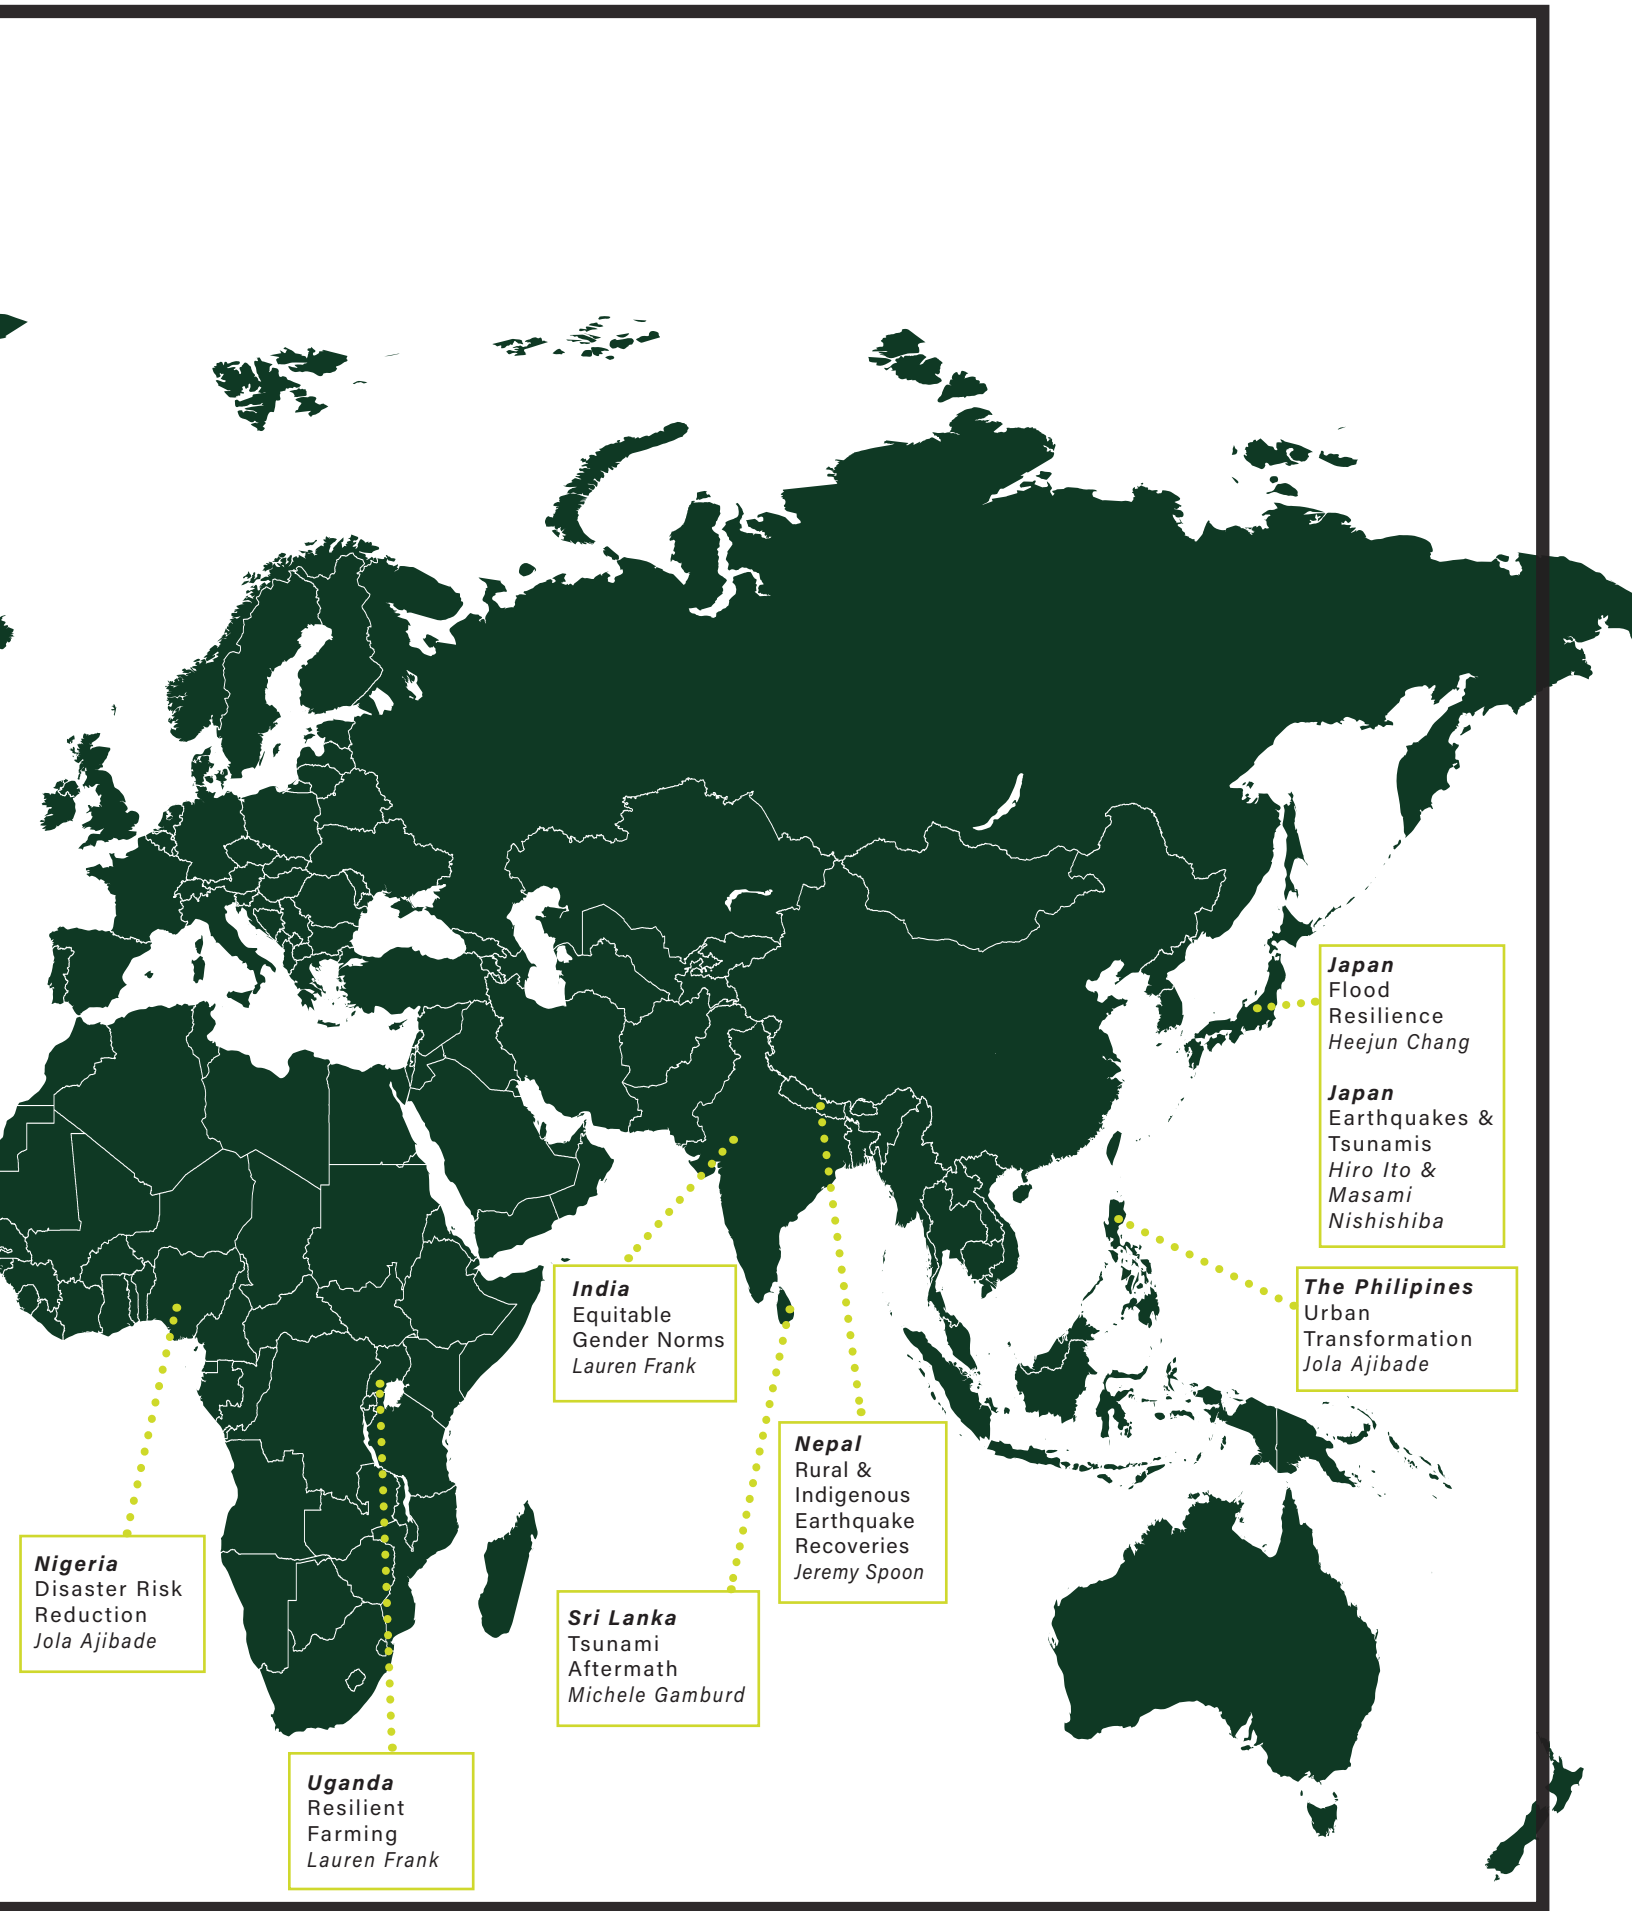 Japan
Flood
Resilience
Heejun Chang
Japan
Earthquakes &
Tsunamis
Hiro Ito &
Masami
Nishishiba
The Philipines
Urban
Transformation
Jola Ajibade
India
Equitable
Gender Norms
Lauren Frank
Nepal
Rural &
Indigenous
Earthquake
Recoveries
Jeremy Spoon
Nigeria
Disaster Risk
Reduction
Jola Ajibade
Sri Lanka
Tsunami
Aftermath
Michele Gamburd
Uganda
Resilient
Farming
Lauren Frank